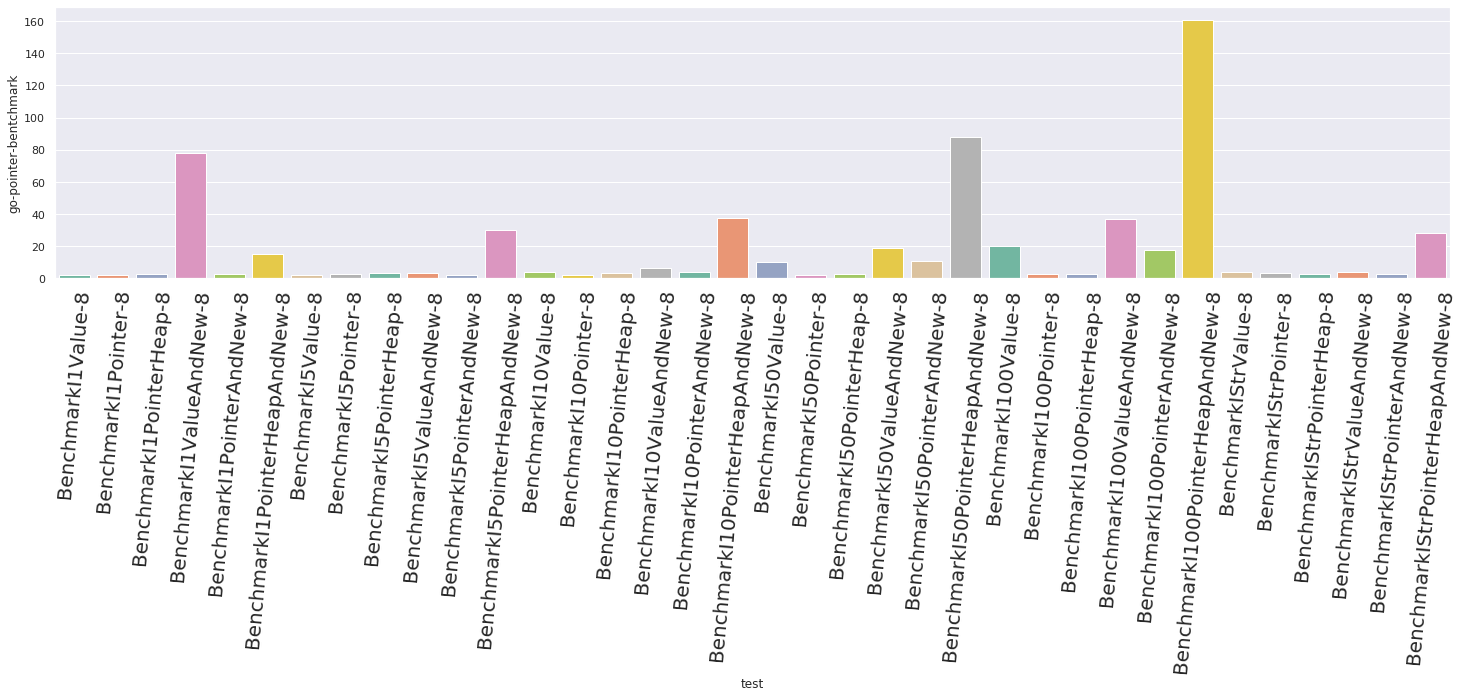 go-pointer-bentchmark
160
140
120
100
80
60
40
20
0
BenchmarkI1Value-8
BenchmarkI1Pointer-8
BenchmarkI1PointerHeap-8
BenchmarkI1ValueAndNew-8
BenchmarkI1PointerAndNew-8
BenchmarkI1PointerHeapAndNew-8
BenchmarkI5Value-8
BenchmarkI5Pointer-8
BenchmarkI5PointerHeap-8
BenchmarkI5ValueAndNew-8
BenchmarkI5PointerAndNew-8
BenchmarkI5PointerHeapAndNew-8
BenchmarkI10Value-8
BenchmarkI10Pointer-8
BenchmarkI10PointerHeap-8
BenchmarkI10ValueAndNew-8
BenchmarkI10PointerAndNew-8
BenchmarkI10PointerHeapAndNew-8
BenchmarkI50Value-8
BenchmarkI50Pointer-8
BenchmarkI50PointerHeap-8
BenchmarkI50ValueAndNew-8
BenchmarkI50PointerAndNew-8
BenchmarkI50PointerHeapAndNew-8
BenchmarkI100Value-8
BenchmarkI100Pointer-8
BenchmarkI100PointerHeap-8
BenchmarkI100ValueAndNew-8
BenchmarkI100PointerAndNew-8
BenchmarkI100PointerHeapAndNew-8
BenchmarkIStrValue-8
BenchmarkIStrPointer-8
BenchmarkIStrPointerHeap-8
BenchmarkIStrValueAndNew-8
BenchmarkIStrPointerAndNew-8
BenchmarkIStrPointerHeapAndNew-8
test